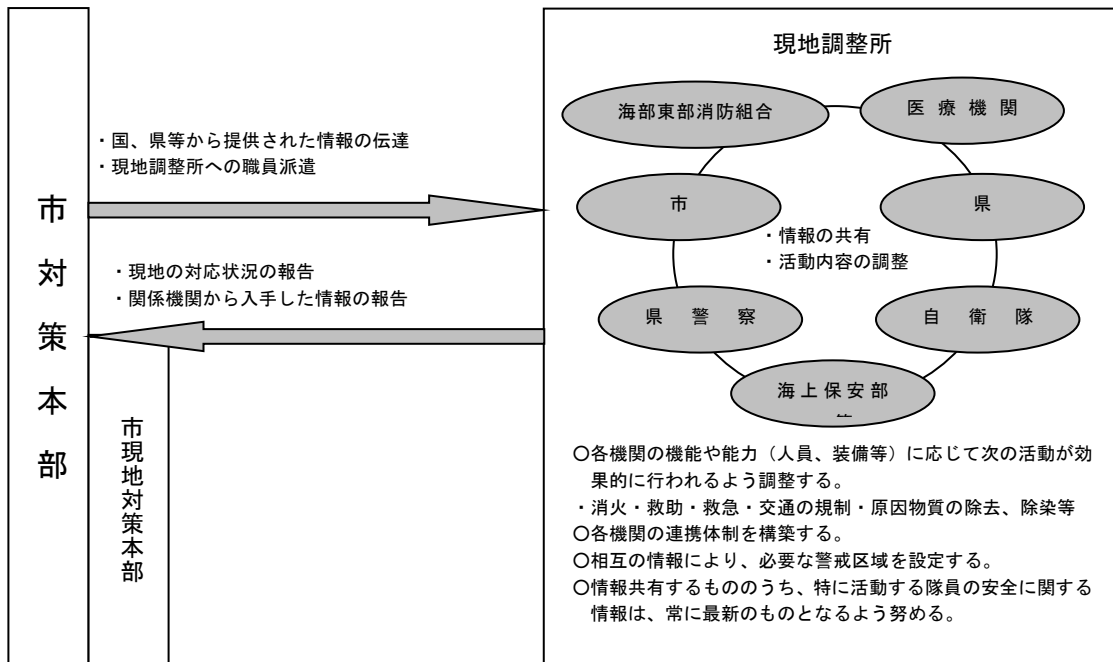 市対策本部
市現地対策本部
・国、県等から提供された情報の伝達
・現地調整所への職員派遣
・現地の対応状況の報告
・関係機関から入手した情報の報告
現地調整所
海部東部消防組合
医療機関
市
県
・情報の共有
・活動内容の調整
県警察
自衛隊
海上保安部
〇各機関の機能や能力（人員、装備等）に応じて次の活動が効
果的に行われるよう調整する。
・消火・救助・救急・交通の規制・原因物質の除去、除染等
〇各機関の連携体制を構築する。
〇相互の情報により、必要な警戒区域を設定する。
〇情報共有するもののうち、特に活動する隊員の安全に関する
情報は、常に最新のものとなるよう努める。